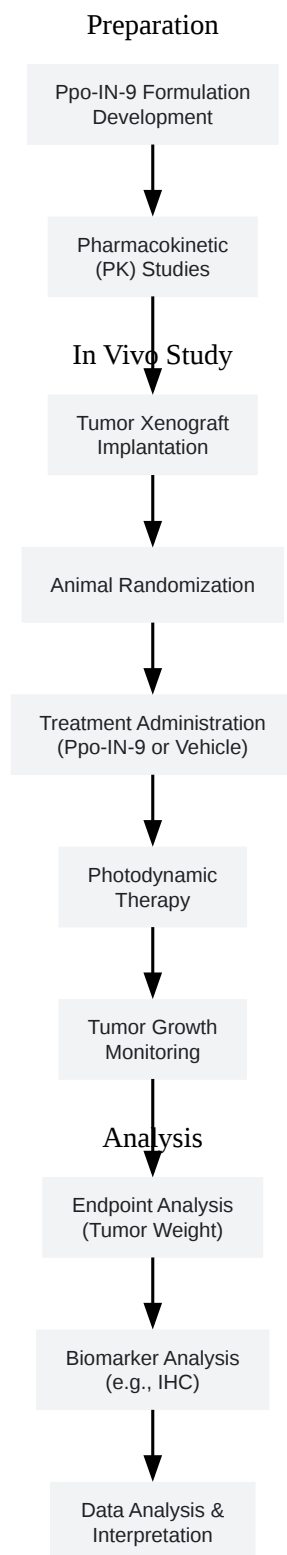 Preparation
Ppo-IN-9 Formulation
Development
Pharmacokinetic
(PK) Studies
In Vivo Study
Tumor Xenograft
Implantation
Animal Randomization
Treatment Administration
(Ppo-IN-9 or Vehicle)
Photodynamic
Therapy
Tumor Growth
Monitoring
Analysis
Endpoint Analysis
(Tumor Weight)
Biomarker Analysis
(e.g., IHC)
Data Analysis &
Interpretation